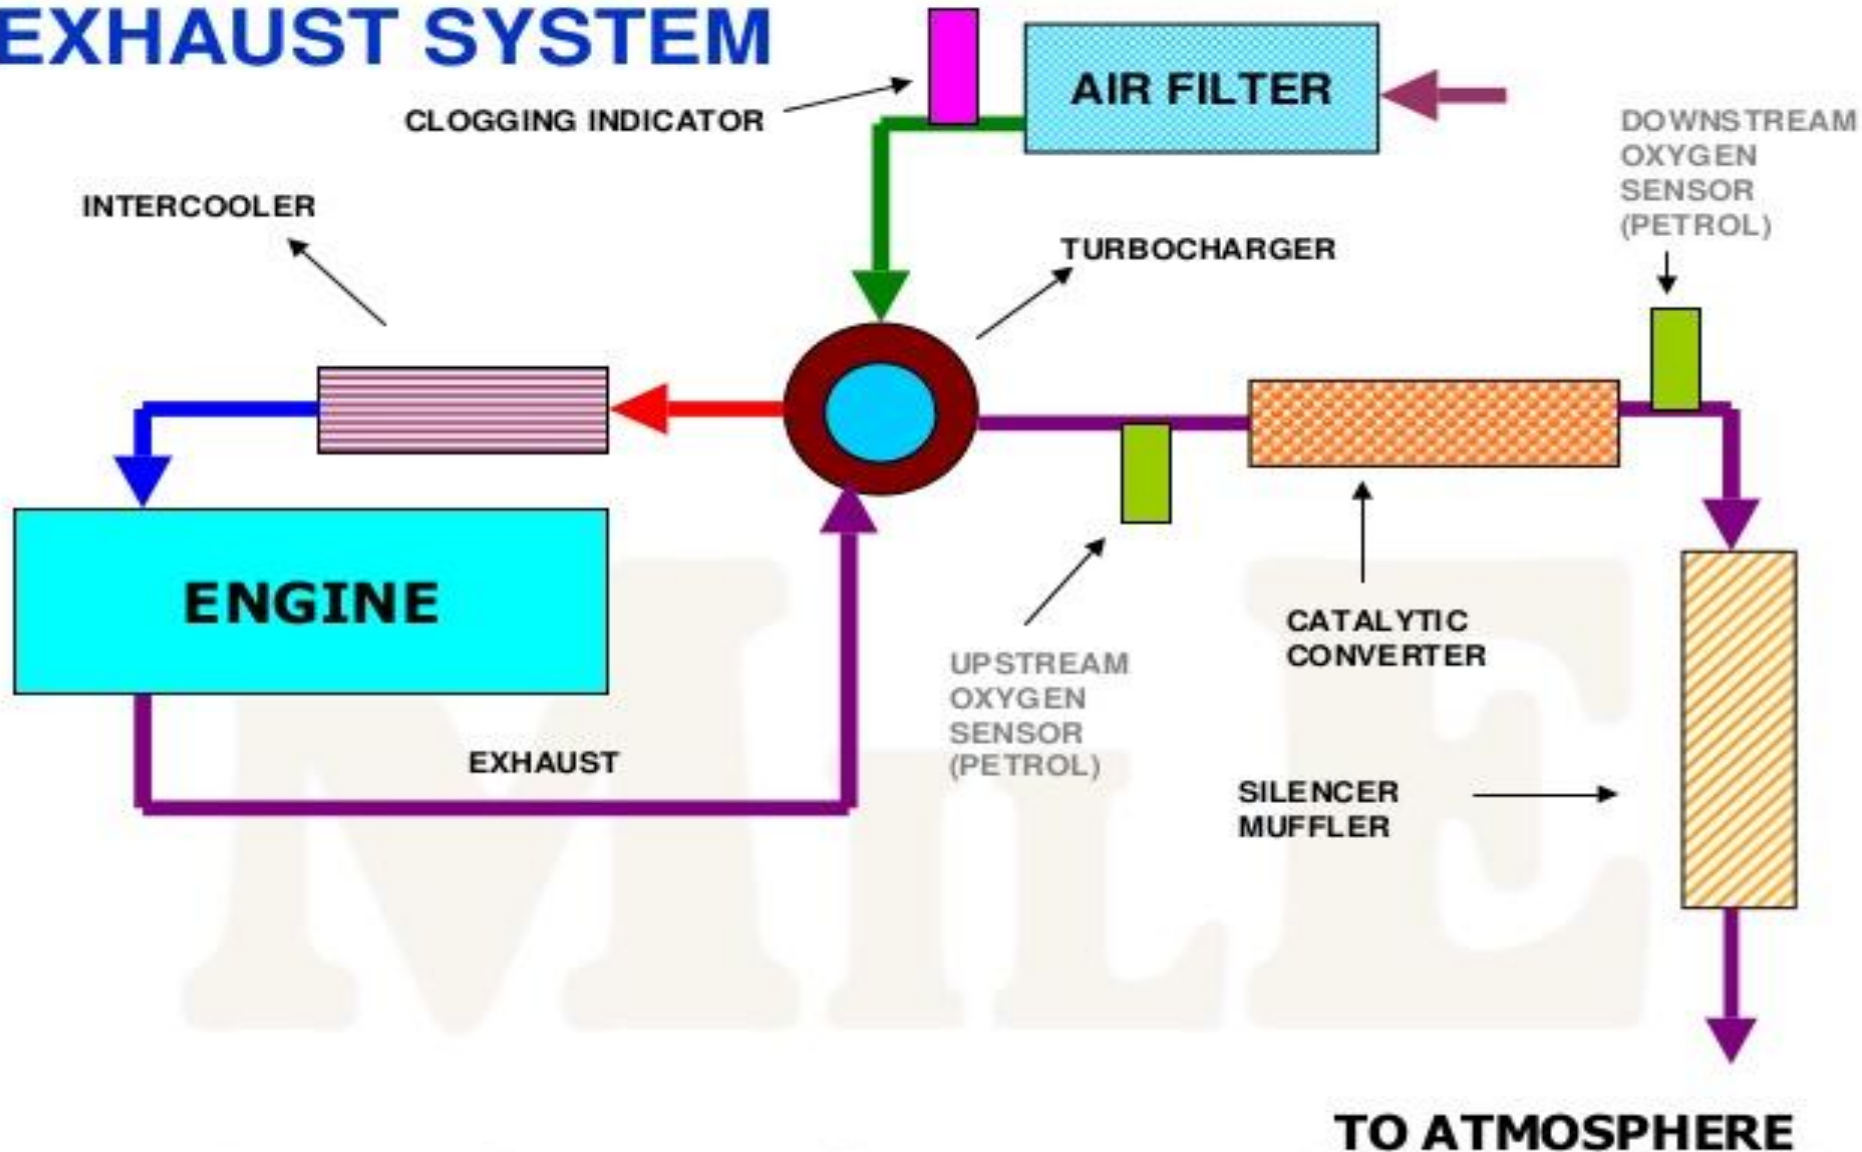 EXHAUST SYSTEM
AIR FILTER
CLOGGING INDICATOR
DOWNSTREAM
OXYGEN
SENSOR
(PETROL)
INTERCOOLER
TURBOCHARGER
ENGINE
CATALYTIC
CONVERTER
UPSTREAM
OXYGEN
SENSOR
(PETROL)
EXHAUST
SILENCER
MUFFLER
TO ATMOSPHERE
MILE